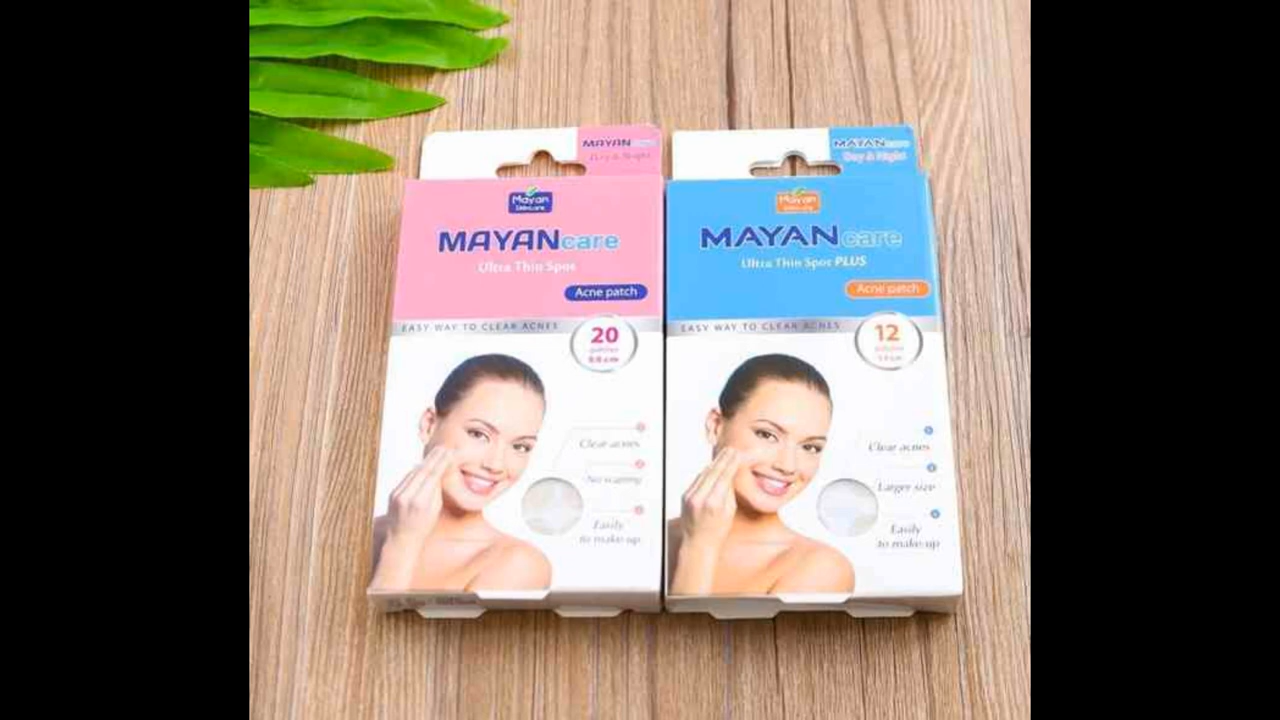 MAYANcare
Day & Night
Mayan
Skincare
MAYANcare
Ultra Thin Spot
Acne patch
EASY WAY TO CLEAR ACNES
20
patches
Clear acnes
No scarring
Easily
to make-up
MAYANcare
Day & Night
Mayan
Skincare
MAYANcare
Ultra Thin Spot PLUS
Acne patch
EASY WAY TO CLEAR ACNES
12
patches
Clear acnes
Larger size
Easily
to make-up